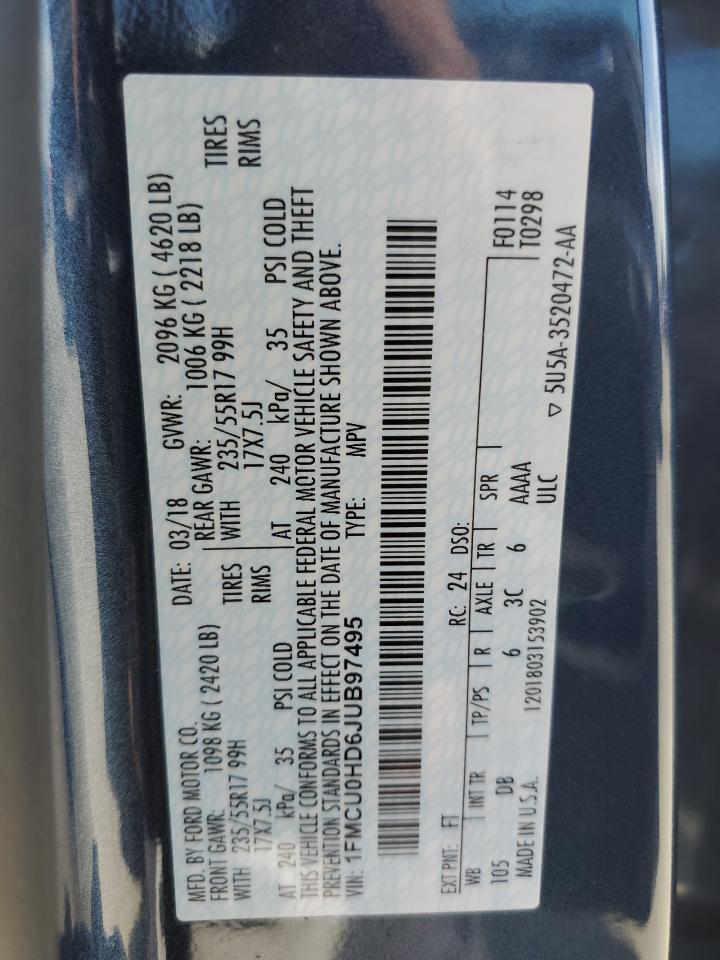 MFD. BY FORD MOTOR CO.
DATE: 03/18 GVWR: 2096 KG ( 4620 LB)
FRONT GAWR: 1098 KG ( 2420 LB) REAR GAWR: 1006 KG ( 2218 LB)
WITH 235/55R17 99H TIRES WITH 235/55R17 99H TIRES
17X7.5J RIMS 17X7.5J RIMS
AT 240 kPa/ 35 PSI COLD AT 240 kPa/ 35 PSI COLD
THIS VEHICLE CONFORMS TO ALL APPLICABLE FEDERAL MOTOR VEHICLE SAFETY AND THEFT
PREVENTION STANDARDS IN EFFECT ON THE DATE OF MANUFACTURE SHOWN ABOVE.
VIN: 1FMCU0HD6JUB97495 TYPE: MPV
EXT PNT: FT RC: 24 DSO: F0114
WB INT TR TP/PS R AXLE TR SPR T0298
105 DB 6 3C 6 AAAA
MADE IN U.S.A. 1201803153902 ULC ▽ 5U5A-3520472-AA